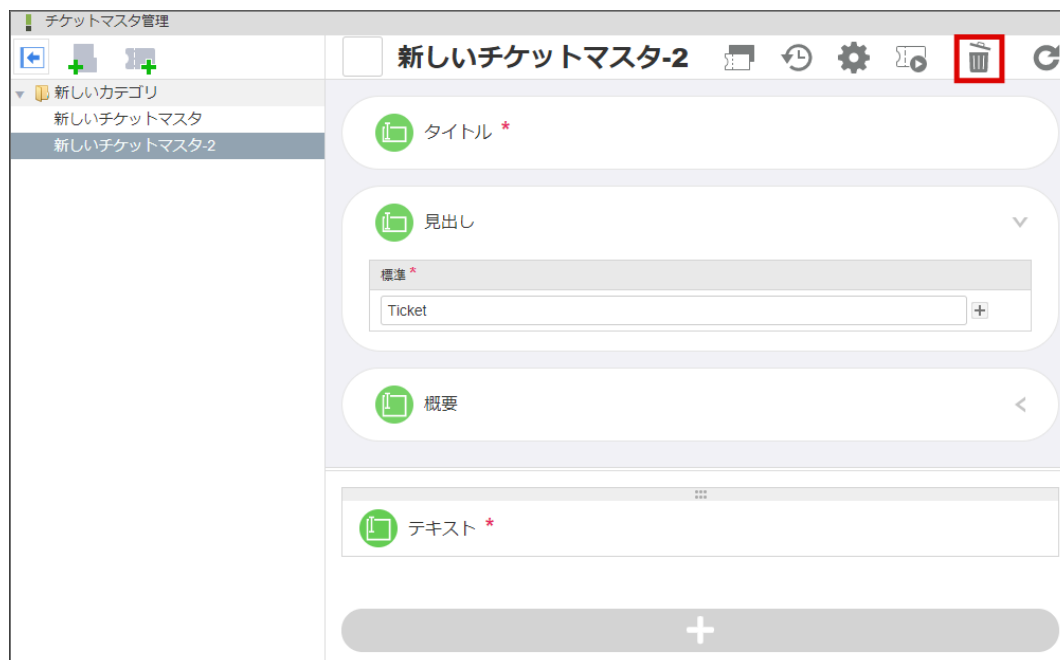 チケットマスタ管理
新しいチケットマスタ-2
新しいカテゴリ
新しいチケットマスタ
新しいチケットマスタ-2
タイトル *
見出し
標準 *
Ticket
概要
テキスト *